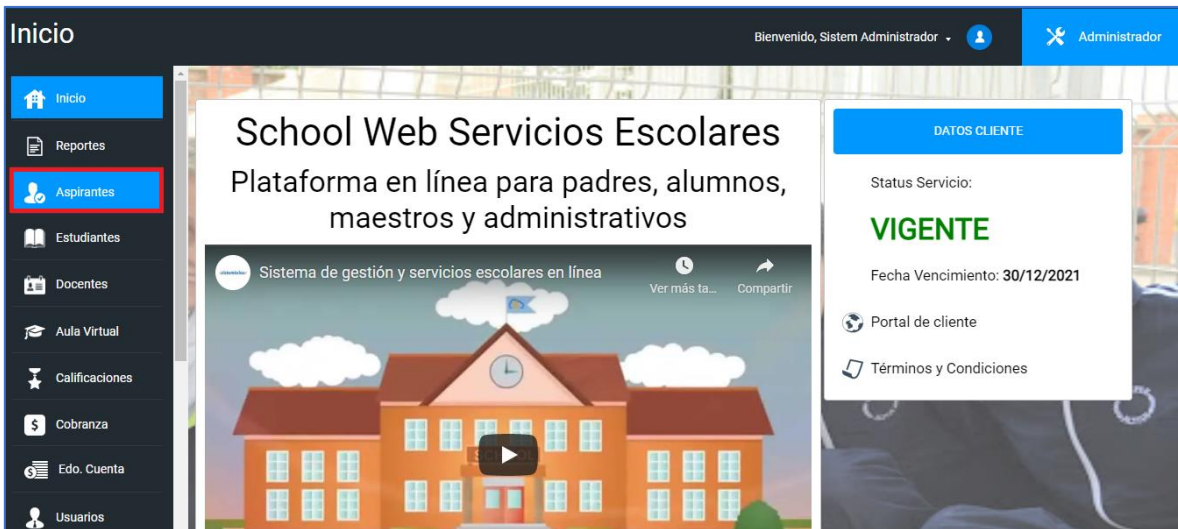 Inicio
Bienvenido, Sistem Administrador
Administrador
Inicio
Reportes
Aspirantes
Estudiantes
Docentes
Aula Virtual
Calificaciones
Cobranza
Edo. Cuenta
Usuarios
School Web Servicios Escolares
Plataforma en línea para padres, alumnos,
maestros y administrativos
Sistema de gestión y servicios escolares en línea
Ver más ta...
Compartir
DATOS CLIENTE
Status Servicio:
VIGENTE
Fecha Vencimiento: 30/12/2021
Portal de cliente
Términos y Condiciones